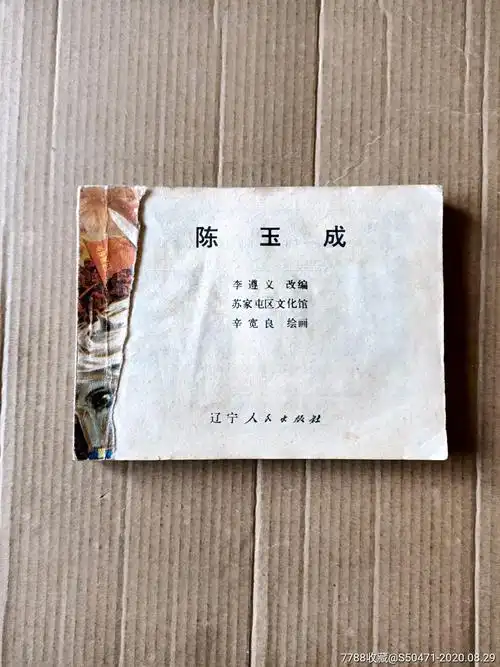 陈玉成
李遵义 改编
苏家屯区文化馆
辛宽良 绘画
辽宁人民出版社
7788收藏@S50471-2020.08.29